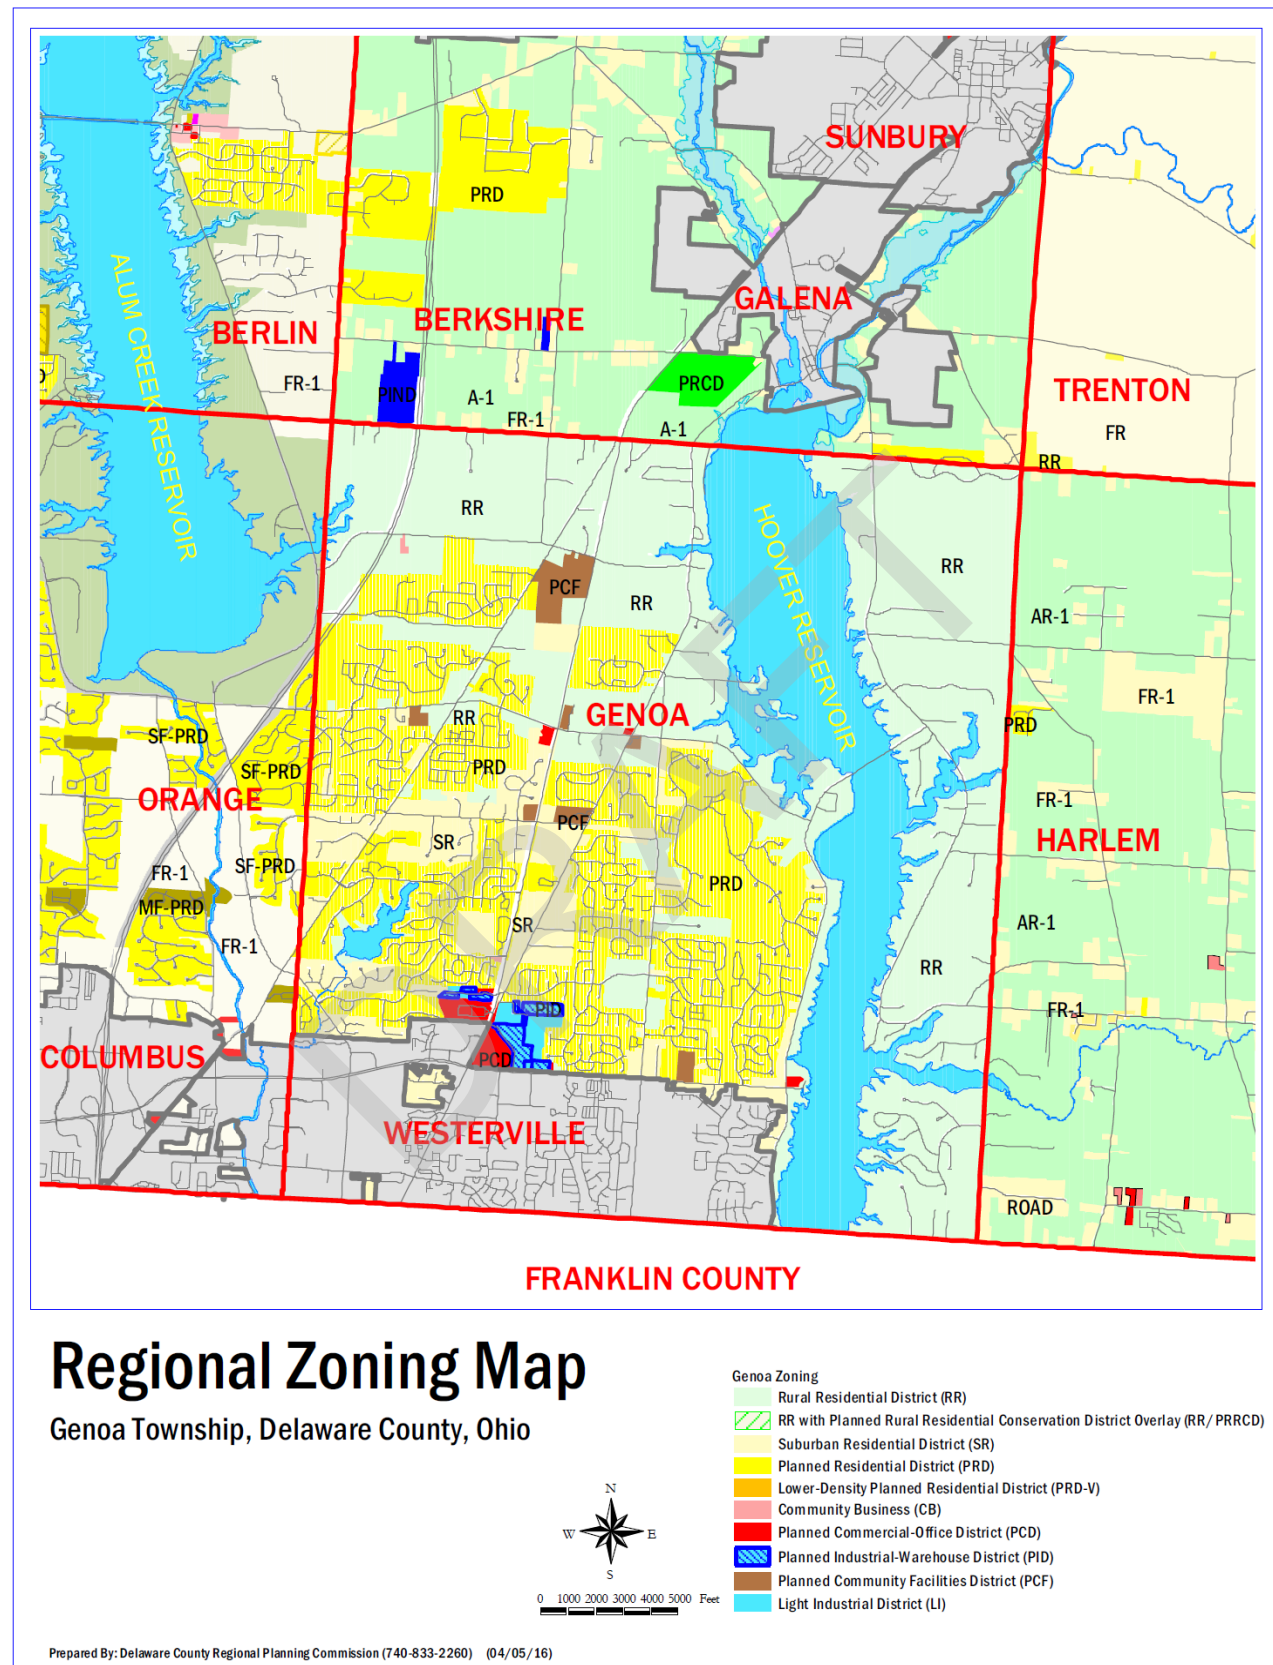 SUNBURY
PRD
ALUM CREEK RESERVOIR
GALENA
BERKSHIRE
BERLIN
FR-1
PIND
A-1
PRCD
TRENTON
FR-1
A-1
FR
RR
RR
HOOVER RESERVOIR
RR
PCF
RR
AR-1
FR-1
RR
GENOA
PRD
SF-PRD
SF-PRD
PRD
ORANGE
FR-1
PCF
SR
HARLEM
SF-PRD
FR-1
PRD
MF-PRD
SR
AR-1
FR-1
RR
PID
FR-1
COLUMBUS
PCD
WESTERVILLE
ROAD
DRAFT
FRANKLIN COUNTY
Regional Zoning Map
Genoa Township, Delaware County, Ohio
Genoa Zoning
Rural Residential District (RR)
RR with Planned Rural Residential Conservation District Overlay (RR/PRRCD)
Suburban Residential District (SR)
Planned Residential District (PRD)
Lower-Density Planned Residential District (PRD-V)
Community Business (CB)
Planned Commercial-Office District (PCD)
Planned Industrial-Warehouse District (PID)
Planned Community Facilities District (PCF)
Light Industrial District (LI)
N
W E
S
0 1000 2000 3000 4000 5000 Feet
Prepared By: Delaware County Regional Planning Commission (740-833-2260) (04/05/16)